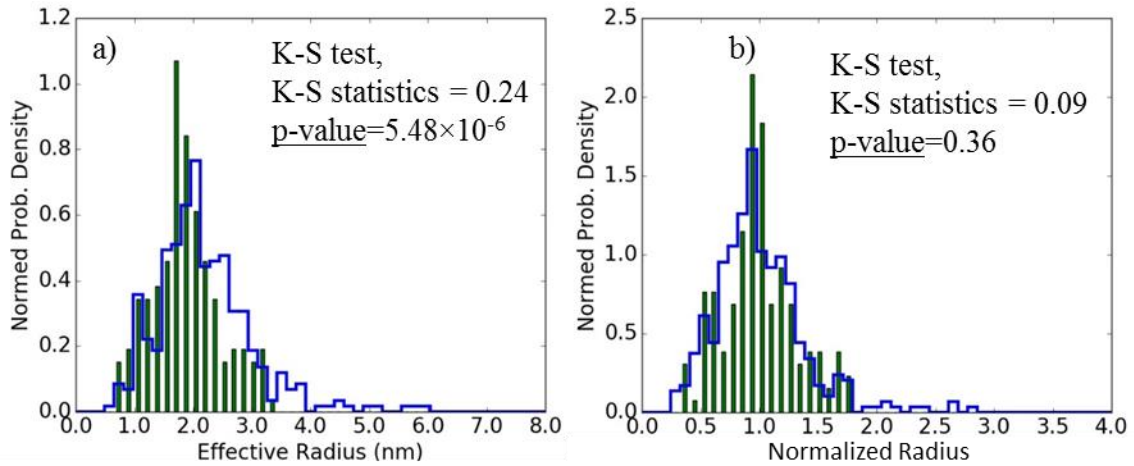 a)
K-S test,
K-S statistics = 0.24
p-value=5.48×10⁻⁶
Normed Prob. Density
1.2
1.0
0.8
0.6
0.4
0.2
0.0
0.0 1.0 2.0 3.0 4.0 5.0 6.0 7.0 8.0
Effective Radius (nm)
b)
K-S test,
K-S statistics = 0.09
p-value=0.36
Normed Prob. Density
2.5
2.0
1.5
1.0
0.5
0.0
0.0 0.5 1.0 1.5 2.0 2.5 3.0 3.5 4.0
Normalized Radius